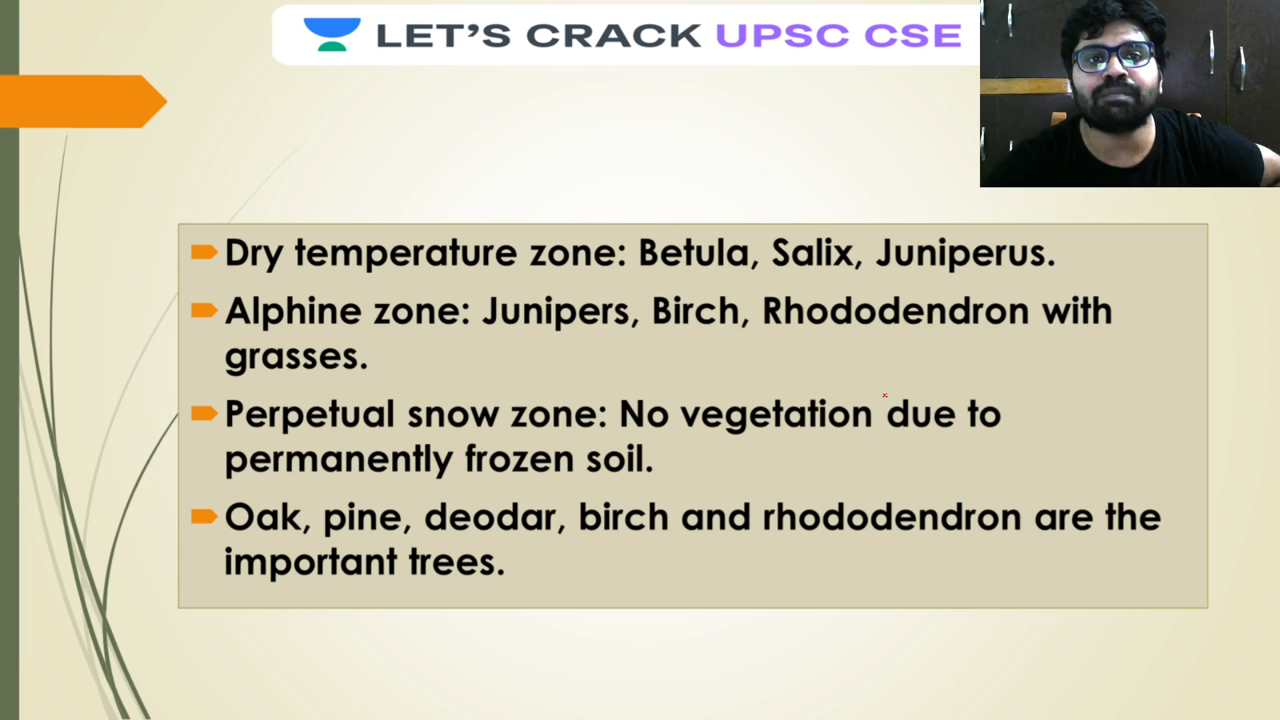 LET'S CRACK UPSC CSE
Dry temperature zone: Betula, Salix, Juniperus.
Alphine zone: Junipers, Birch, Rhododendron with
grasses.
Perpetual snow zone: No vegetation due to
permanently frozen soil.
Oak, pine, deodar, birch and rhododendron are the
important trees.